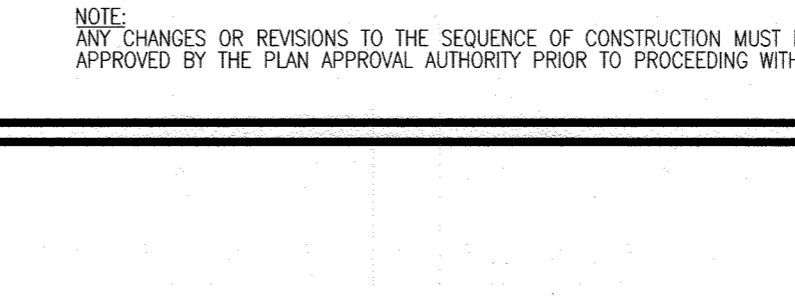 NOTE:
ANY CHANGES OR REVISIONS TO THE SEQUENCE OF CONSTRUCTION MUST
APPROVED BY THE PLAN APPROVAL AUTHORITY PRIOR TO PROCEEDING WITH